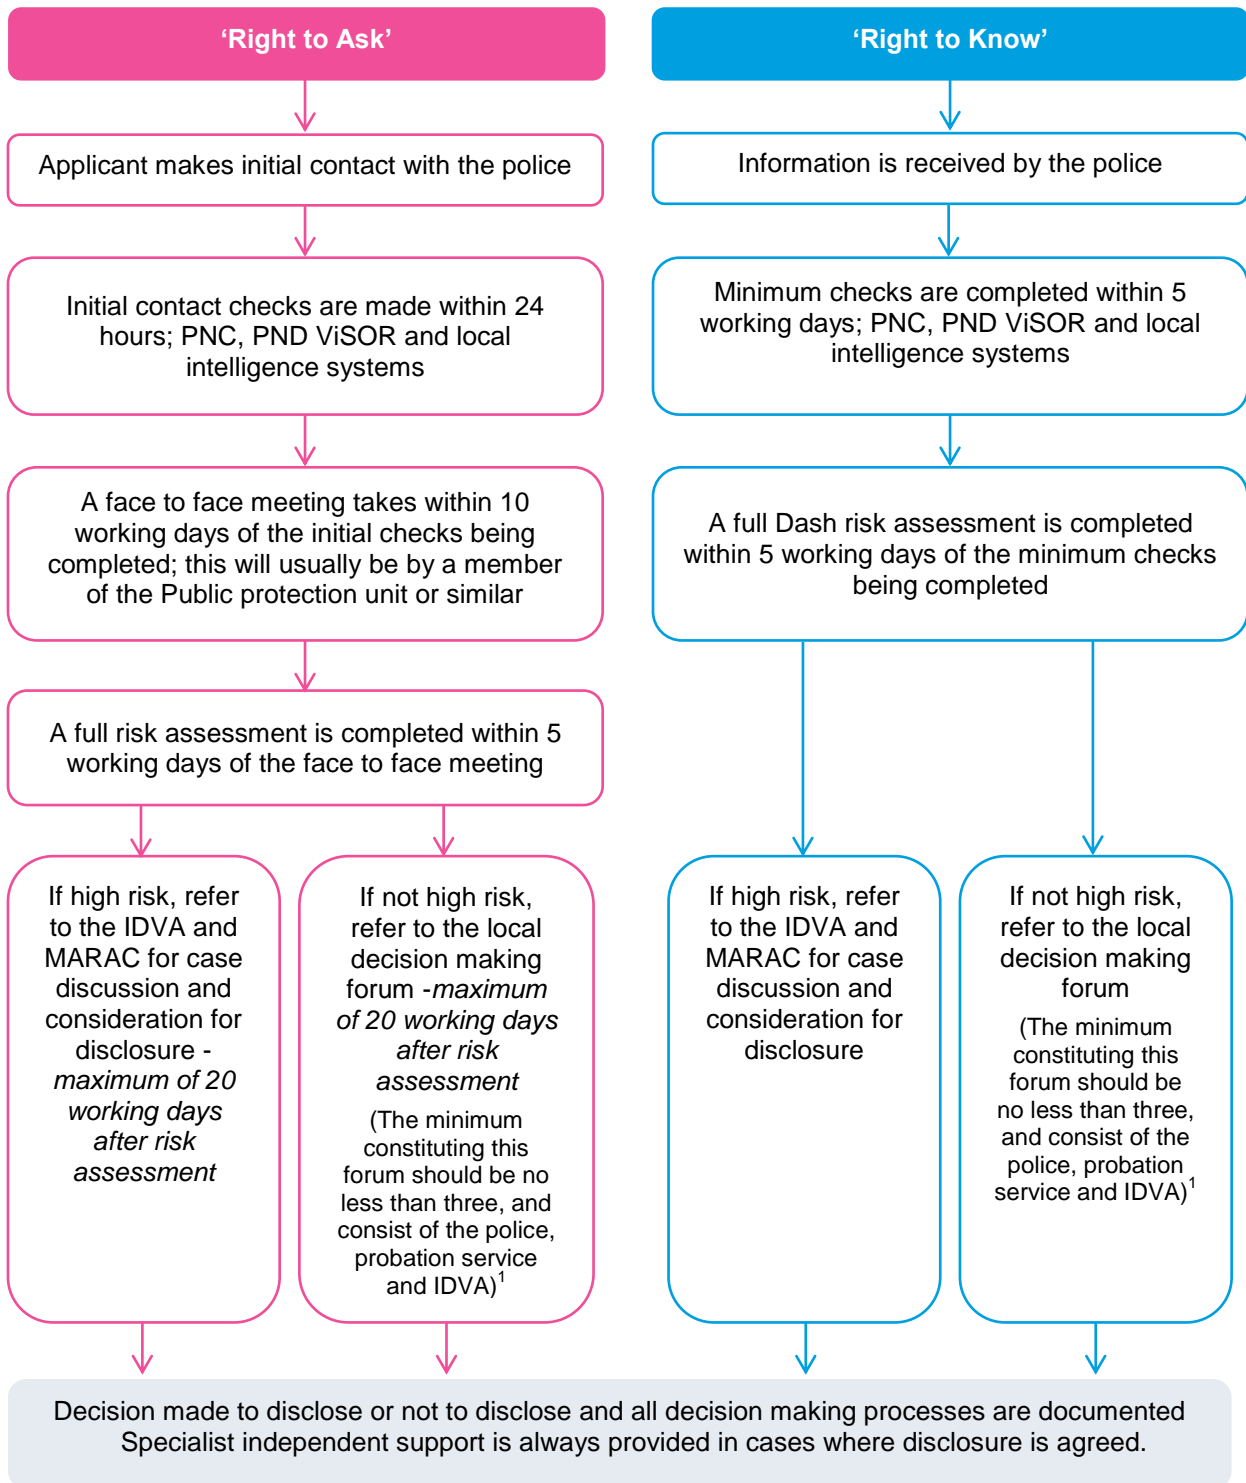 ‘Right to Ask’
Applicant makes initial contact with the police
Initial contact checks are made within 24
hours; PNC, PND ViSOR and local
intelligence systems
A face to face meeting takes within 10
working days of the initial checks being
completed; this will usually be by a member
of the Public protection unit or similar
A full risk assessment is completed within 5
working days of the face to face meeting
If high risk, refer
to the IDVA and
MARAC for case
discussion and
consideration for
disclosure -
maximum of 20
working days
after risk
assessment
If not high risk,
refer to the local
decision making
forum -maximum
of 20 working days
after risk
assessment
(The minimum
constituting this
forum should be no
less than three, and
consist of the police,
probation service
and IDVA)1
‘Right to Know’
Information is received by the police
Minimum checks are completed within 5
working days; PNC, PND ViSOR and local
intelligence systems
A full Dash risk assessment is completed
within 5 working days of the minimum checks
being completed
If high risk, refer
to the IDVA and
MARAC for case
discussion and
consideration for
disclosure
If not high risk,
refer to the local
decision making
forum
(The minimum
constituting this
forum should be
no less than three,
and consist of the
police, probation
service and IDVA)1
Decision made to disclose or not to disclose and all decision making processes are documented
Specialist independent support is always provided in cases where disclosure is agreed.